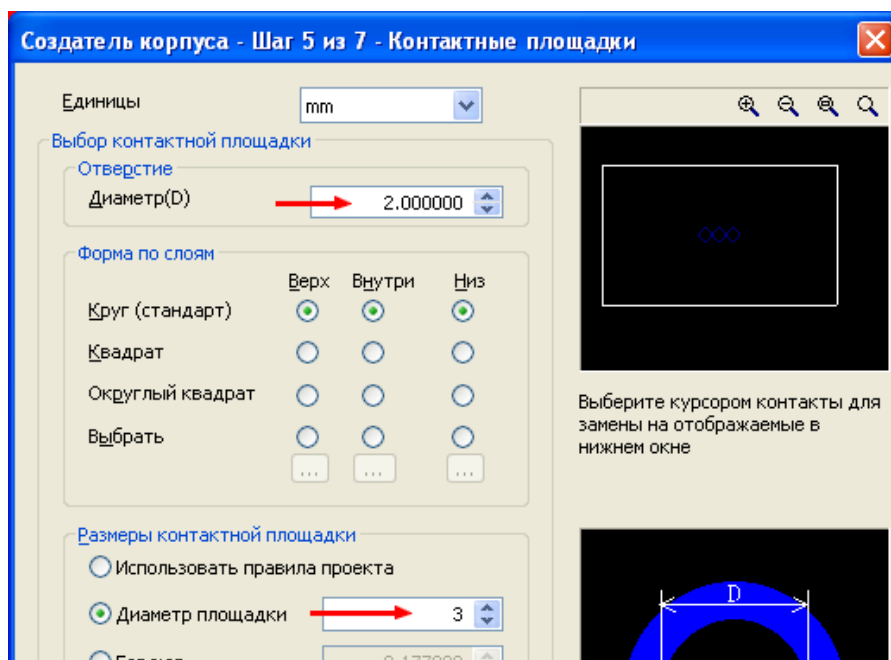 Создатель корпуса - Шаг 5 из 7 - Контактные площадки
Единицы
mm
Выбор контактной площадки
Отверстие
Диаметр(D)
2.000000
Форма по слоям
Верх Внутри Низ
Круг (стандарт)
Квадрат
Округлый квадрат
Выбрать
... ... ...
Выберите курсором контакты для
замены на отображаемые в
нижнем окне
Размеры контактной площадки
Использовать правила проекта
Диаметр площадки
3
D